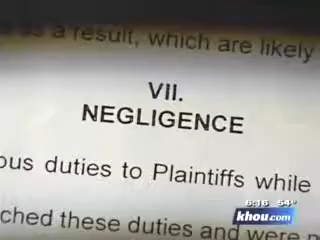 as a result, which are likely
VII.
NEGLIGENCE
ous duties to Plaintiffs while
ched these duties and were
6:16 54°
khou.com